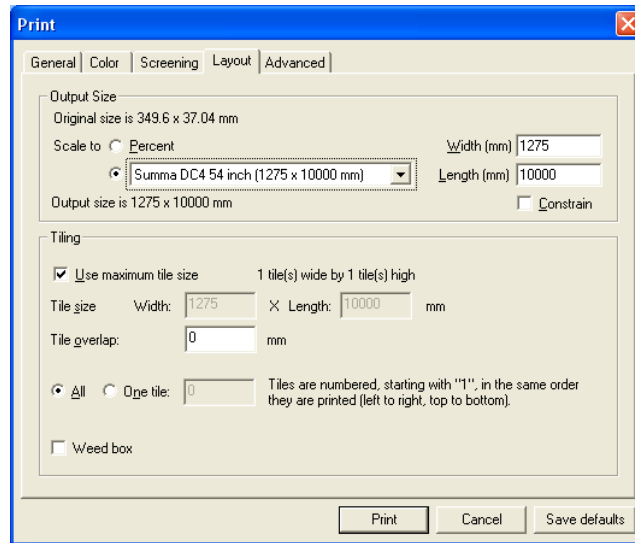 Print
General Color Screening Layout Advanced
Output Size
Original size is 349.6 x 37.04 mm
Scale to Percent Width (mm) 1275
Summa DC4 54 inch (1275 x 10000 mm) Length (mm) 10000
Output size is 1275 x 10000 mm Constrain
Tiling
Use maximum tile size 1 tile(s) wide by 1 tile(s) high
Tile size Width: 1275 X Length: 10000 mm
Tile overlap: 0 mm
All One tile: 0 Tiles are numbered, starting with "1", in the same order
they are printed (left to right, top to bottom).
Weed box
Print Cancel Save defaults